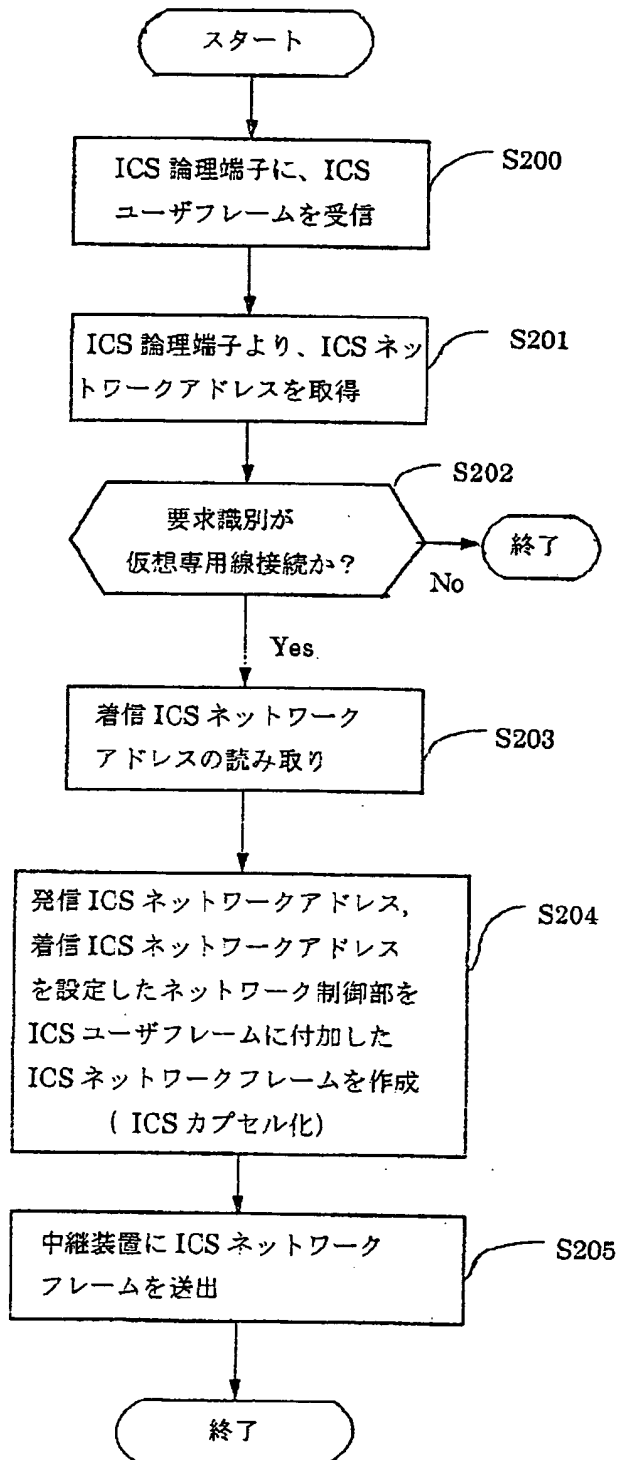 スタート
ICS 論理端子に、ICS
ユーザフレームを受信
S200
ICS 論理端子より、ICS ネッ
トワークアドレスを取得
S201
S202
要求識別が
仮想専用線接続か？
終了
No
Yes
着信 ICS ネットワーク
アドレスの読み取り
S203
発信 ICS ネットワークアドレス,
着信 ICS ネットワークアドレス
を設定したネットワーク制御部を
ICS ユーザフレームに付加した
ICS ネットワークフレームを作成
( ICS カプセル化)
S204
中継装置に ICS ネットワーク
フレームを送出
S205
終了